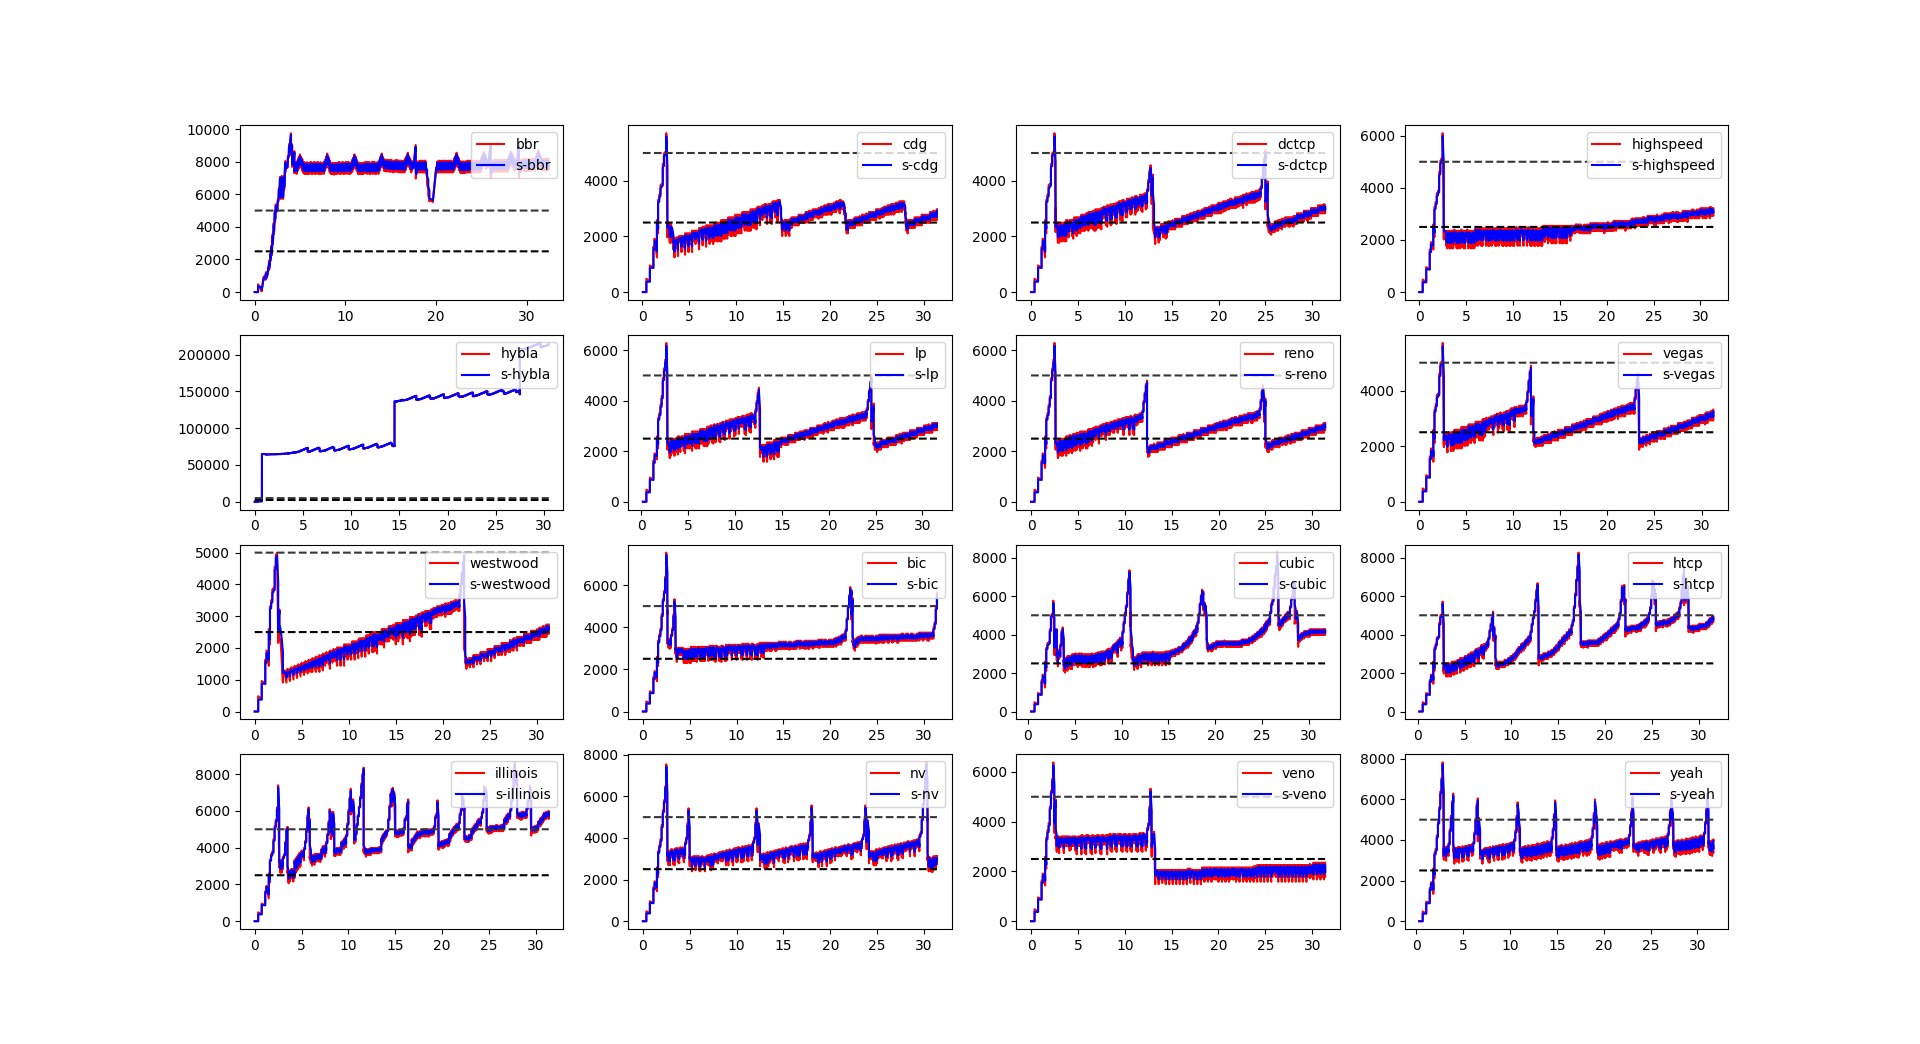 bbr
s-bbr
10000
8000
6000
4000
2000
0
0 10 20 30
cdg
s-cdg
4000
2000
0
0 5 10 15 20 25 30
dctcp
s-dctcp
4000
2000
0
0 5 10 15 20 25 30
highspeed
s-highspeed
6000
4000
2000
0
0 5 10 15 20 25 30
hybla
s-hybla
200000
150000
100000
50000
0
0 5 10 15 20 25 30
lp
s-lp
6000
4000
2000
0
0 5 10 15 20 25 30
reno
s-reno
6000
4000
2000
0
0 5 10 15 20 25 30
vegas
s-vegas
4000
2000
0
0 5 10 15 20 25 30
westwood
s-westwood
5000
4000
3000
2000
1000
0
0 5 10 15 20 25 30
bic
s-bic
6000
4000
2000
0
0 5 10 15 20 25 30
cubic
s-cubic
8000
6000
4000
2000
0
0 5 10 15 20 25 30
htcp
s-htcp
8000
6000
4000
2000
0
0 5 10 15 20 25 30
illinois
s-illinois
8000
6000
4000
2000
0
0 5 10 15 20 25 30
nv
s-nv
8000
6000
4000
2000
0
0 5 10 15 20 25 30
veno
s-veno
6000
4000
2000
0
0 5 10 15 20 25 30
yeah
s-yeah
8000
6000
4000
2000
0
0 5 10 15 20 25 30